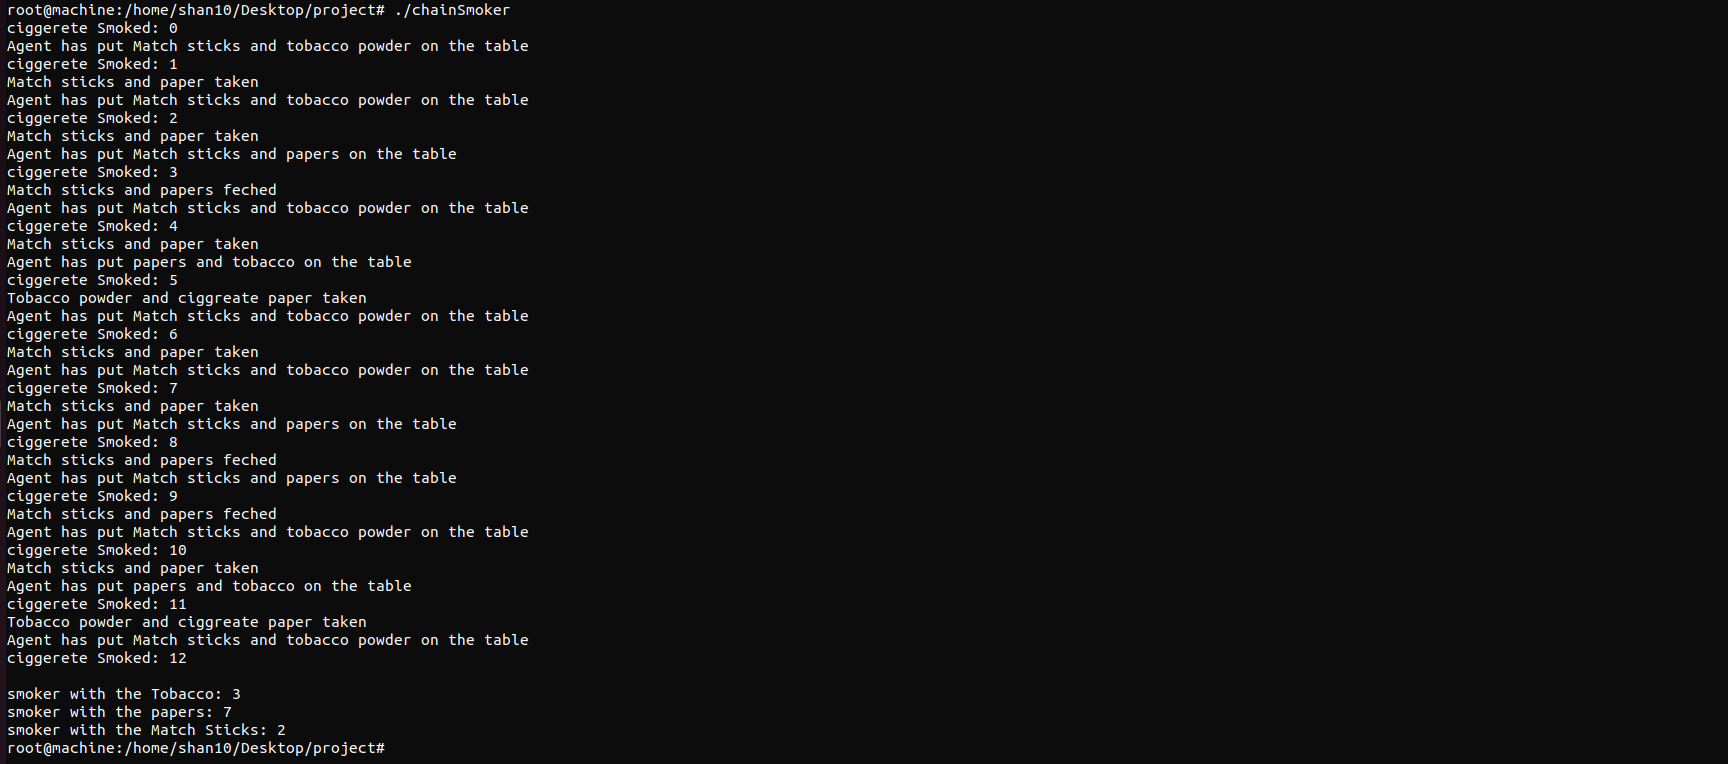 root@machine:/home/shan10/Desktop/project# ./chainSmoker
ciggerete Smoked: 0
Agent has put Match sticks and tobacco powder on the table
ciggerete Smoked: 1
Match sticks and paper taken
Agent has put Match sticks and tobacco powder on the table
ciggerete Smoked: 2
Match sticks and paper taken
Agent has put Match sticks and papers on the table
ciggerete Smoked: 3
Match sticks and papers feched
Agent has put Match sticks and tobacco powder on the table
ciggerete Smoked: 4
Match sticks and paper taken
Agent has put papers and tobacco on the table
ciggerete Smoked: 5
Tobacco powder and ciggreate paper taken
Agent has put Match sticks and tobacco powder on the table
ciggerete Smoked: 6
Match sticks and paper taken
Agent has put Match sticks and tobacco powder on the table
ciggerete Smoked: 7
Match sticks and paper taken
Agent has put Match sticks and papers on the table
ciggerete Smoked: 8
Match sticks and papers feched
Agent has put Match sticks and papers on the table
ciggerete Smoked: 9
Match sticks and papers feched
Agent has put Match sticks and tobacco powder on the table
ciggerete Smoked: 10
Match sticks and paper taken
Agent has put papers and tobacco on the table
ciggerete Smoked: 11
Tobacco powder and ciggreate paper taken
Agent has put Match sticks and tobacco powder on the table
ciggerete Smoked: 12
smoker with the Tobacco: 3
smoker with the papers: 7
smoker with the Match Sticks: 2
root@machine:/home/shan10/Desktop/project#